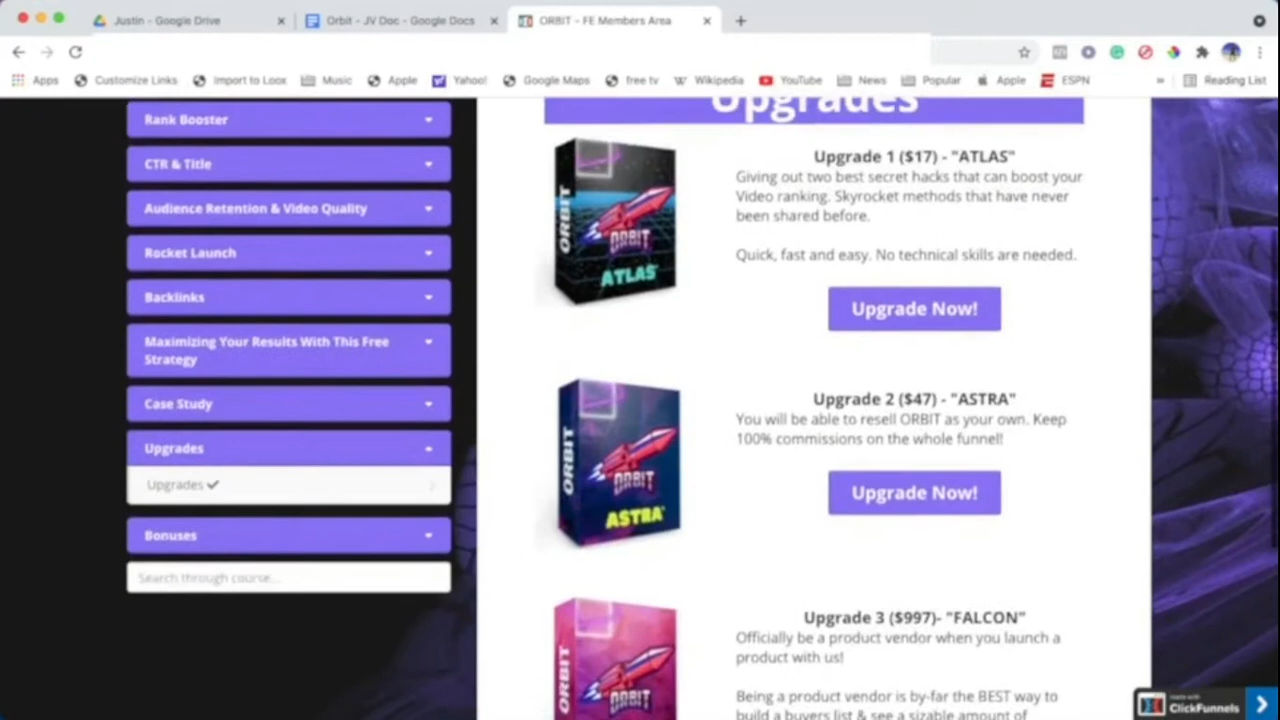 Justin - Google Drive
Orbit - JV Doc - Google Docs
ORBIT - FE Members Area
Apps
Customize Links
Import to Loox
Music
Apple
Yahoo!
Google Maps
free tv
Wikipedia
YouTube
News
Popular
Apple
ESPN
»
Reading List
Rank Booster
CTR & Title
Audience Retention & Video Quality
Rocket Launch
Backlinks
Maximizing Your Results With This Free
Strategy
Case Study
Upgrades
Upgrades
Bonuses
Search through course...
Upgrades
ORBIT
ORBIT
ATLAS
Upgrade 1 ($17) - "ATLAS"
Giving out two best secret hacks that can boost your
Video ranking. Skyrocket methods that have never
been shared before.
Quick, fast and easy. No technical skills are needed.
Upgrade Now!
ORBIT
ORBIT
ASTRA
Upgrade 2 ($47) - "ASTRA"
You will be able to resell ORBIT as your own. Keep
100% commissions on the whole funnel!
Upgrade Now!
ORBIT
ORBIT
Upgrade 3 ($997)- "FALCON"
Officially be a product vendor when you launch a
product with us!
Being a product vendor is by-far the BEST way to
build a buyers list & see a sizable amount of
made with
ClickFunnels